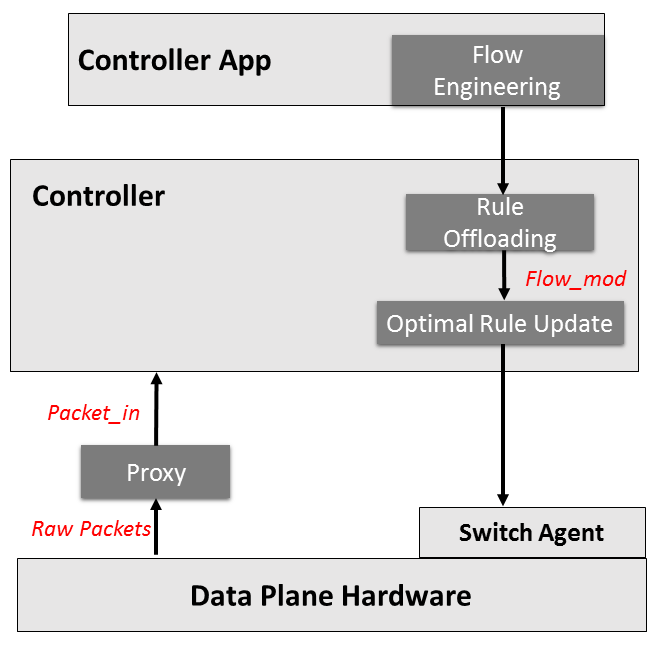 Controller App
Flow
Engineering
Controller
Rule
Offloading
Flow_mod
Optimal Rule Update
Packet_in
Proxy
Raw Packets
Switch Agent
Data Plane Hardware